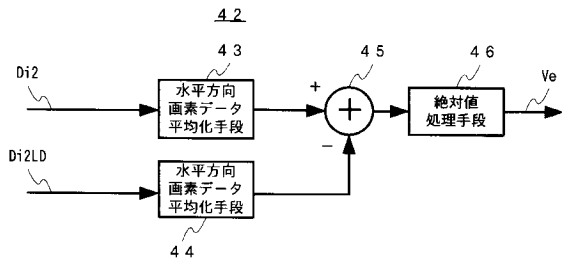 ４２
４３
Di2
水平方向
画素データ
平均化手段
+
４５
+
−
４６
絶対値
処理手段
Ve
Di2LD
水平方向
画素データ
平均化手段
４４